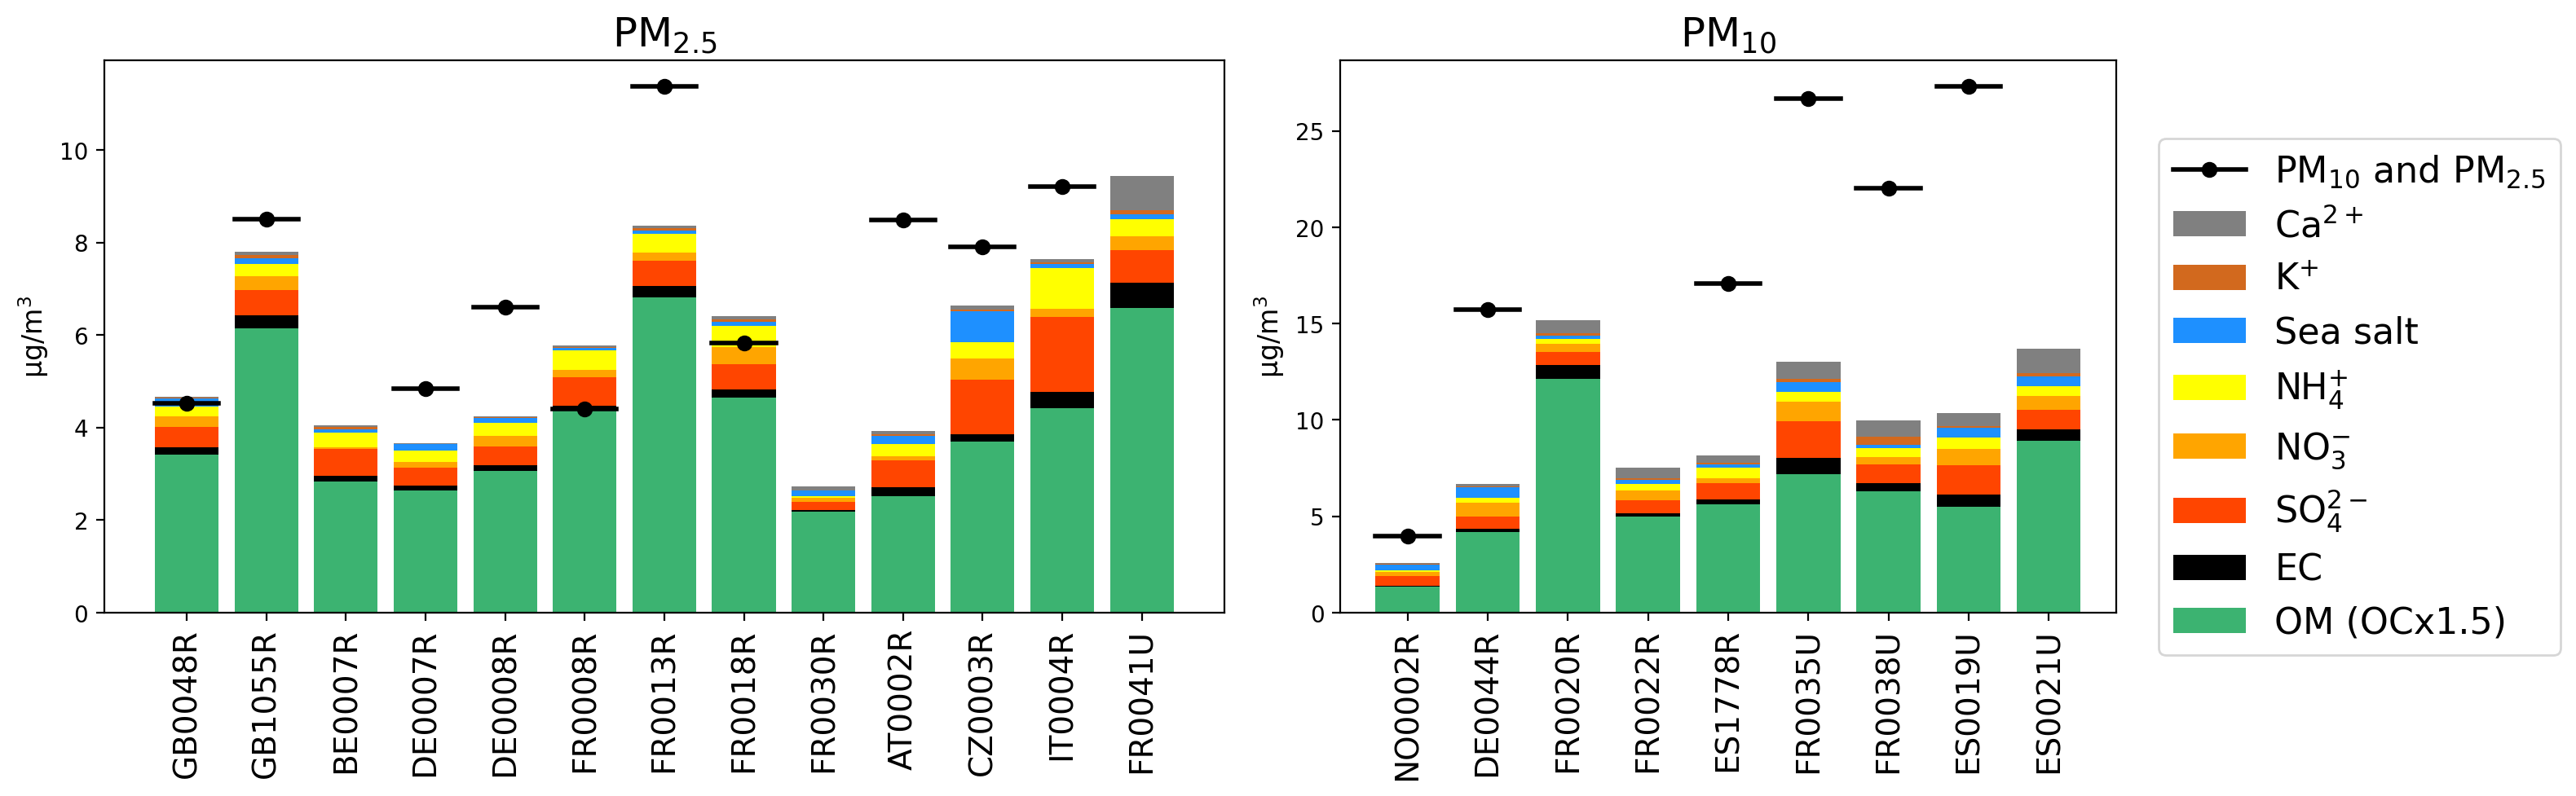 PM₂.₅
µg/m³
10
8
6
4
2
0
GB0048R
GB1055R
BE0007R
DE0007R
DE0008R
FR0008R
FR0013R
FR0018R
FR0030R
AT0002R
CZ0003R
IT0004R
FR0041U
PM₁₀
µg/m³
25
20
15
10
5
0
NO0002R
DE0044R
FR0020R
FR0022R
ES1778R
FR0035U
FR0038U
ES0019U
ES0021U
PM₁₀ and PM₂.₅
Ca²⁺
K⁺
Sea salt
NH₄⁺
NO₃⁻
SO₄²⁻
EC
OM (OCx1.5)